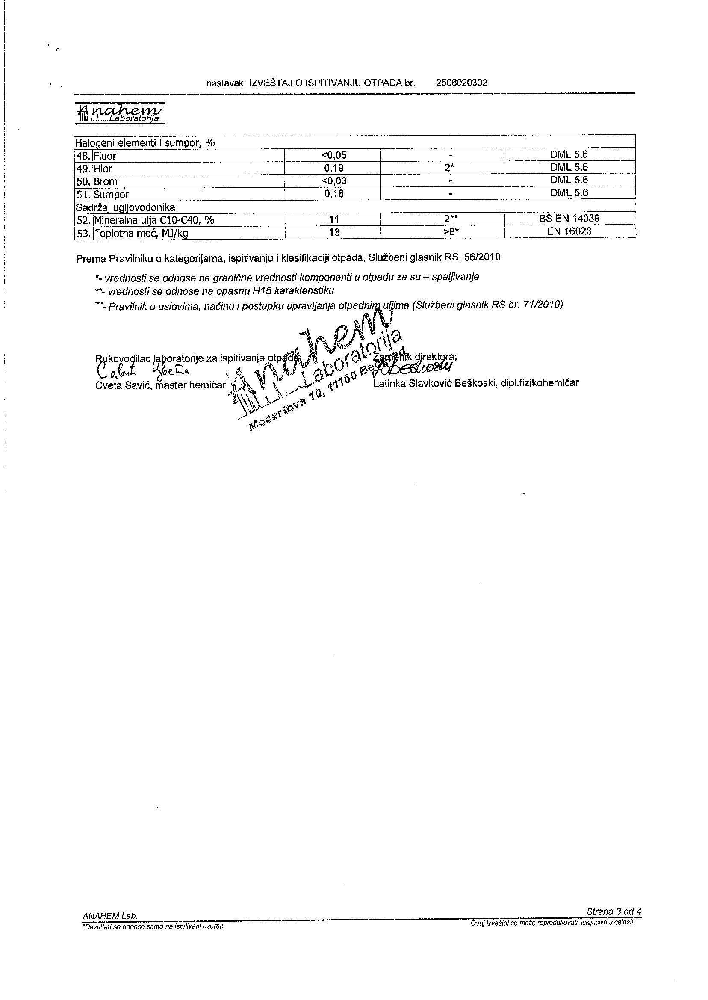 nastavak: IZVEŠTAJ O ISPITIVANJU OTPADA br. 2506020302
Anahem
Laboratorija
Halogeni elementi i sumpor, %
48. Fluor <0,05 - DML 5.6
49. Hlor 0,19 2* DML 5.6
50. Brom <0,03 - DML 5.6
51. Sumpor 0,18 - DML 5.6
Sadržaj ugljovodonika
52. Mineralna ulja C10-C40, % 11 2** BS EN 14039
53. Toplotna moć, MJ/kg 13 >8* EN 16023
Prema Pravilniku o kategorijama, ispitivanju i klasifikaciji otpada, Službeni glasnik RS, 56/2010
*- vrednosti se odnose na granične vrednosti komponenti u otpadu za su – spaljivanje
**- vrednosti se odnose na opasnu H15 karakteristiku
***- Pravilnik o uslovima, načinu i postupku upravljanja otpadnim uljima (Službeni glasnik RS br. 71/2010)
Rukovodilac laboratorije za ispitivanje otpada: Zamenik direktora:
Савић Цвета
Cveta Savić, master hemičar Latinka Slavković Beškoski, dipl.fizikohemičar
Anahem
Laboratorija
Mocartova 10, 11160 Beograd
ANAHEM Lab. Strana 3 od 4
*Rezultati se odnose samo na ispitivani uzorak. Ovaj Izveštaj se može reprodukovati isključivo u celosti.